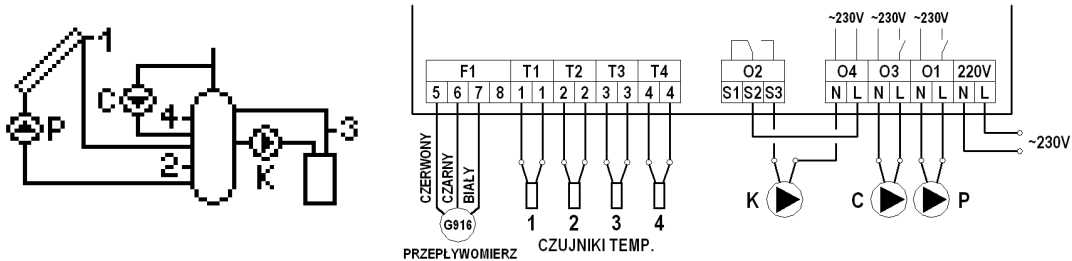 1
C
P
4
2
K
3
~230V ~230V ~230V
F1 T1 T2 T3 T4 O2 O4 O3 O1 220V
5 6 7 8 1 1 2 2 3 3 4 4 S1 S2 S3 N L N L N L N L
CZERWONY
CZARNY
BIAŁY
~230V
G916
1 2 3 4
K C P
PRZEPŁYWOMIERZ
CZUJNIKI TEMP.